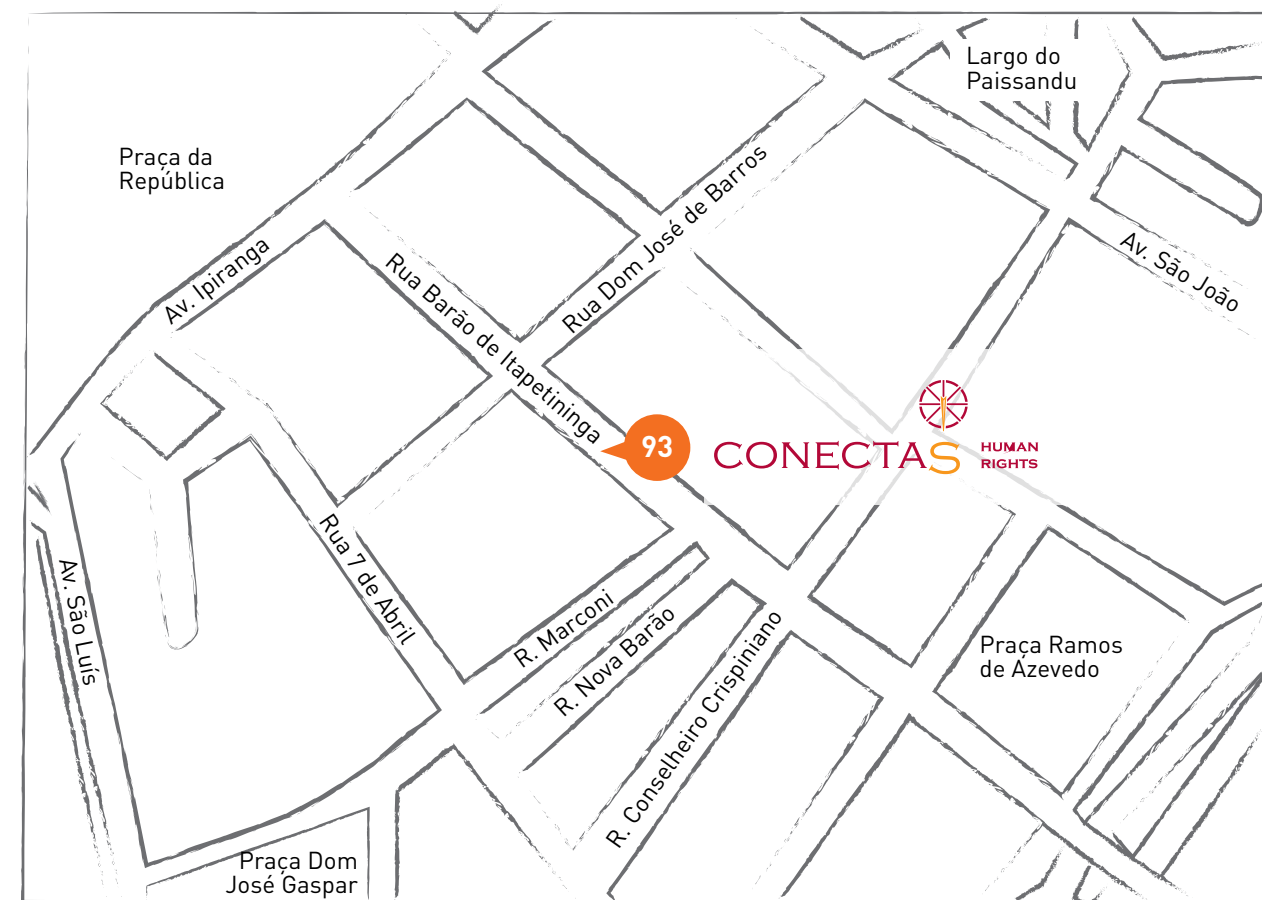 Largo do
Paissandu
Praça da
República
Rua Dom José de Barros
Av. Ipiranga
Rua Barão de Itapetininga
Av. São João
93
CONECTAS
HUMAN
RIGHTS
Rua 7 de Abril
Av. São Luís
R. Marconi
R. Nova Barão
R. Conselheiro Crispiniano
Praça Ramos
de Azevedo
Praça Dom
José Gaspar